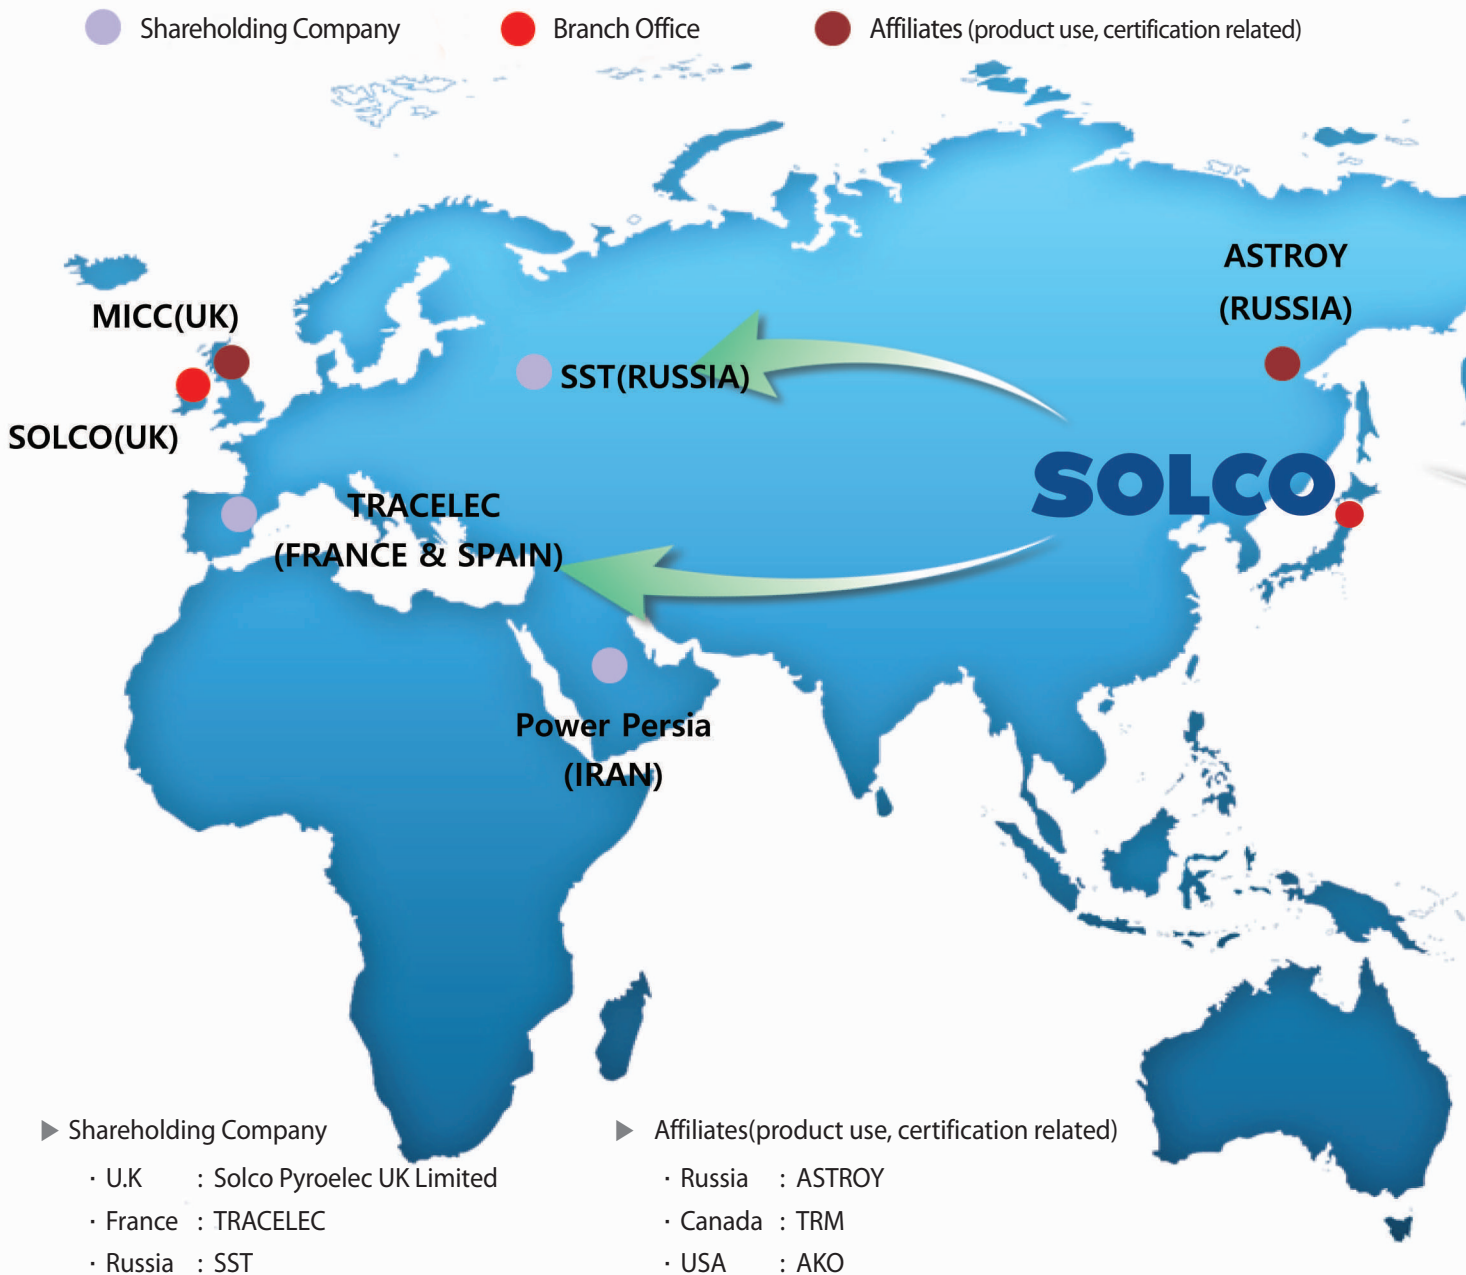 Shareholding Company
Branch Office
Affiliates (product use, certification related)
ASTROY
(RUSSIA)
MICC(UK)
SST(RUSSIA)
SOLCO(UK)
SOLCO
TRACELEC
(FRANCE & SPAIN)
Power Persia
(IRAN)
▶ Shareholding Company
· U.K : Solco Pyroelec UK Limited
· France : TRACELEC
· Russia : SST
▶ Affiliates(product use, certification related)
· Russia : ASTROY
· Canada : TRM
· USA : AKO